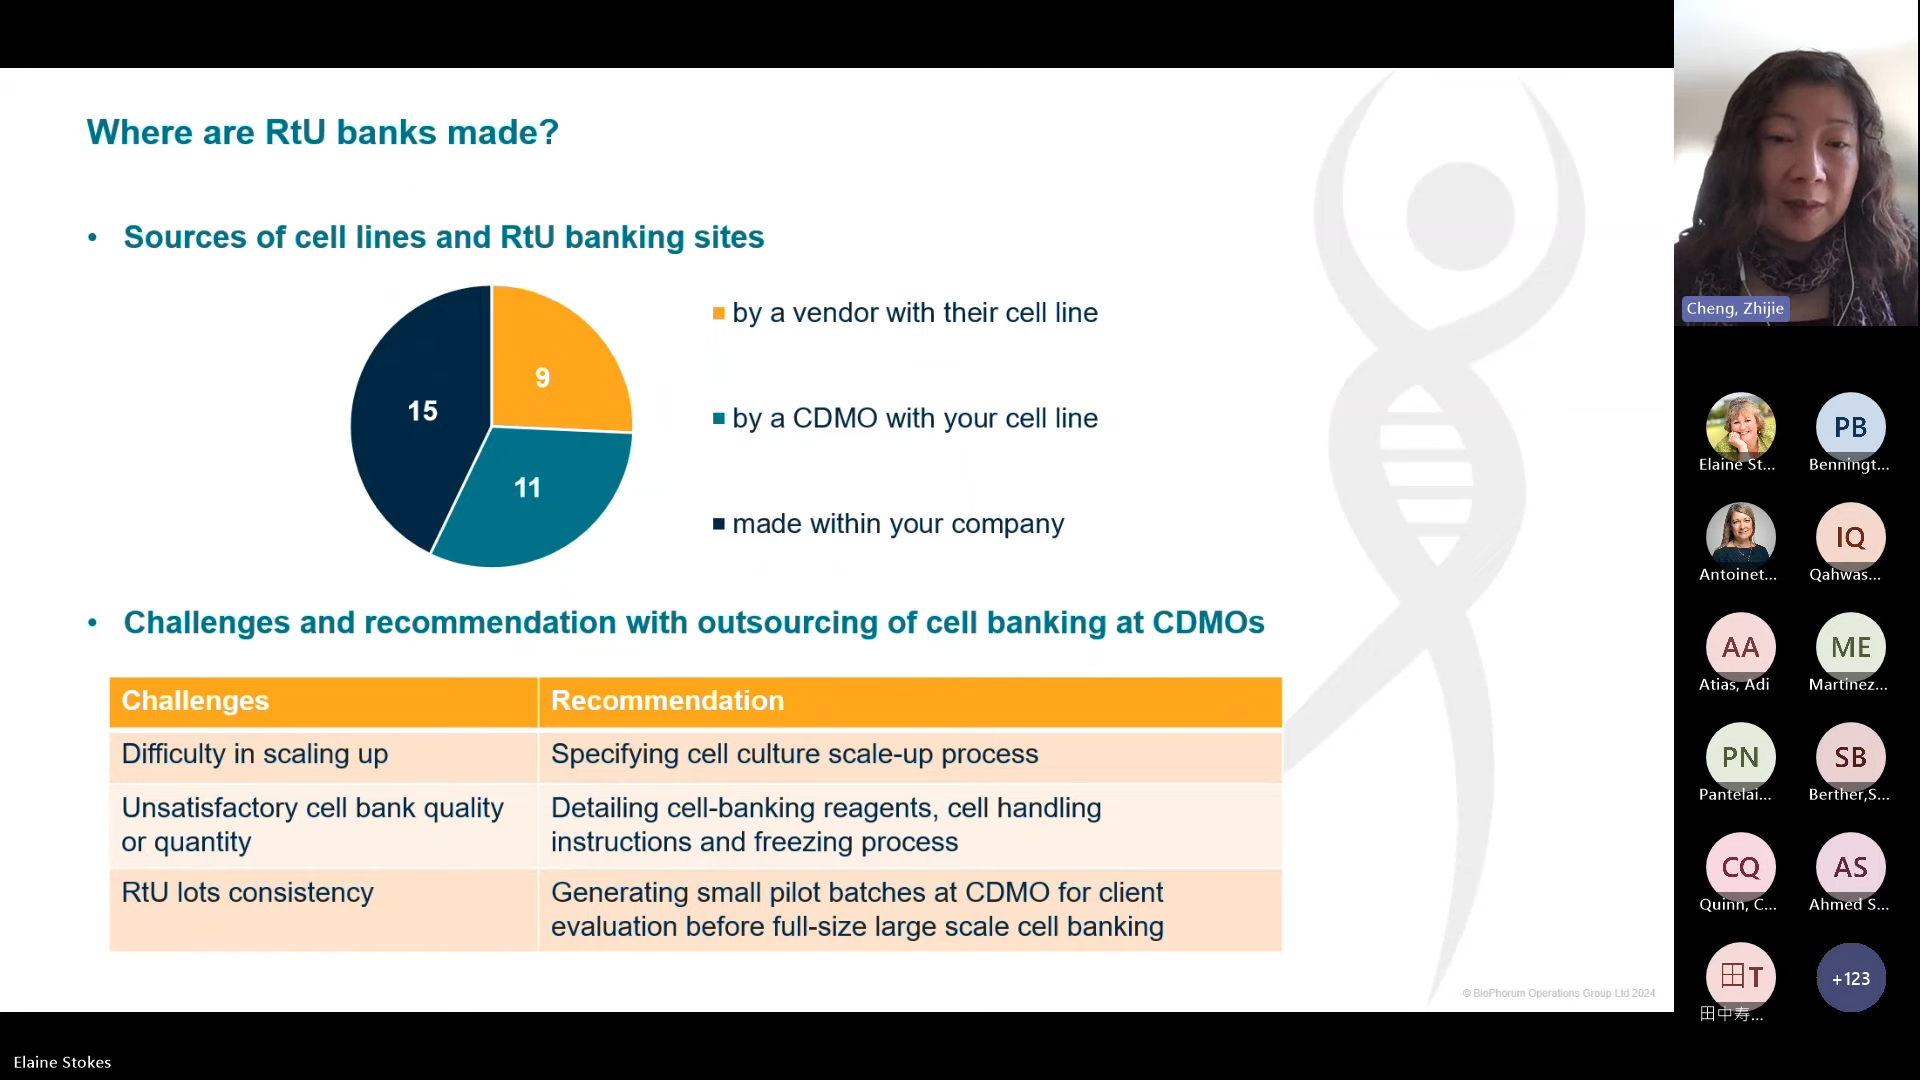 Where are RtU banks made?
• Sources of cell lines and RtU banking sites
9
11
15
by a vendor with their cell line
by a CDMO with your cell line
made within your company
• Challenges and recommendation with outsourcing of cell banking at CDMOs
Challenges
Recommendation
Difficulty in scaling up
Specifying cell culture scale-up process
Unsatisfactory cell bank quality
or quantity
Detailing cell-banking reagents, cell handling
instructions and freezing process
RtU lots consistency
Generating small pilot batches at CDMO for client
evaluation before full-size large scale cell banking
© BioPhorum Operations Group Ltd 2024
Elaine Stokes
Cheng, Zhijie
Elaine St...
PB
Benningt...
Antoinet...
IQ
Qahwas...
AA
Atias, Adi
ME
Martinez...
PN
Pantelai...
SB
Berther,S...
CQ
Quinn, C...
AS
Ahmed S...
田T
田中寿...
+123